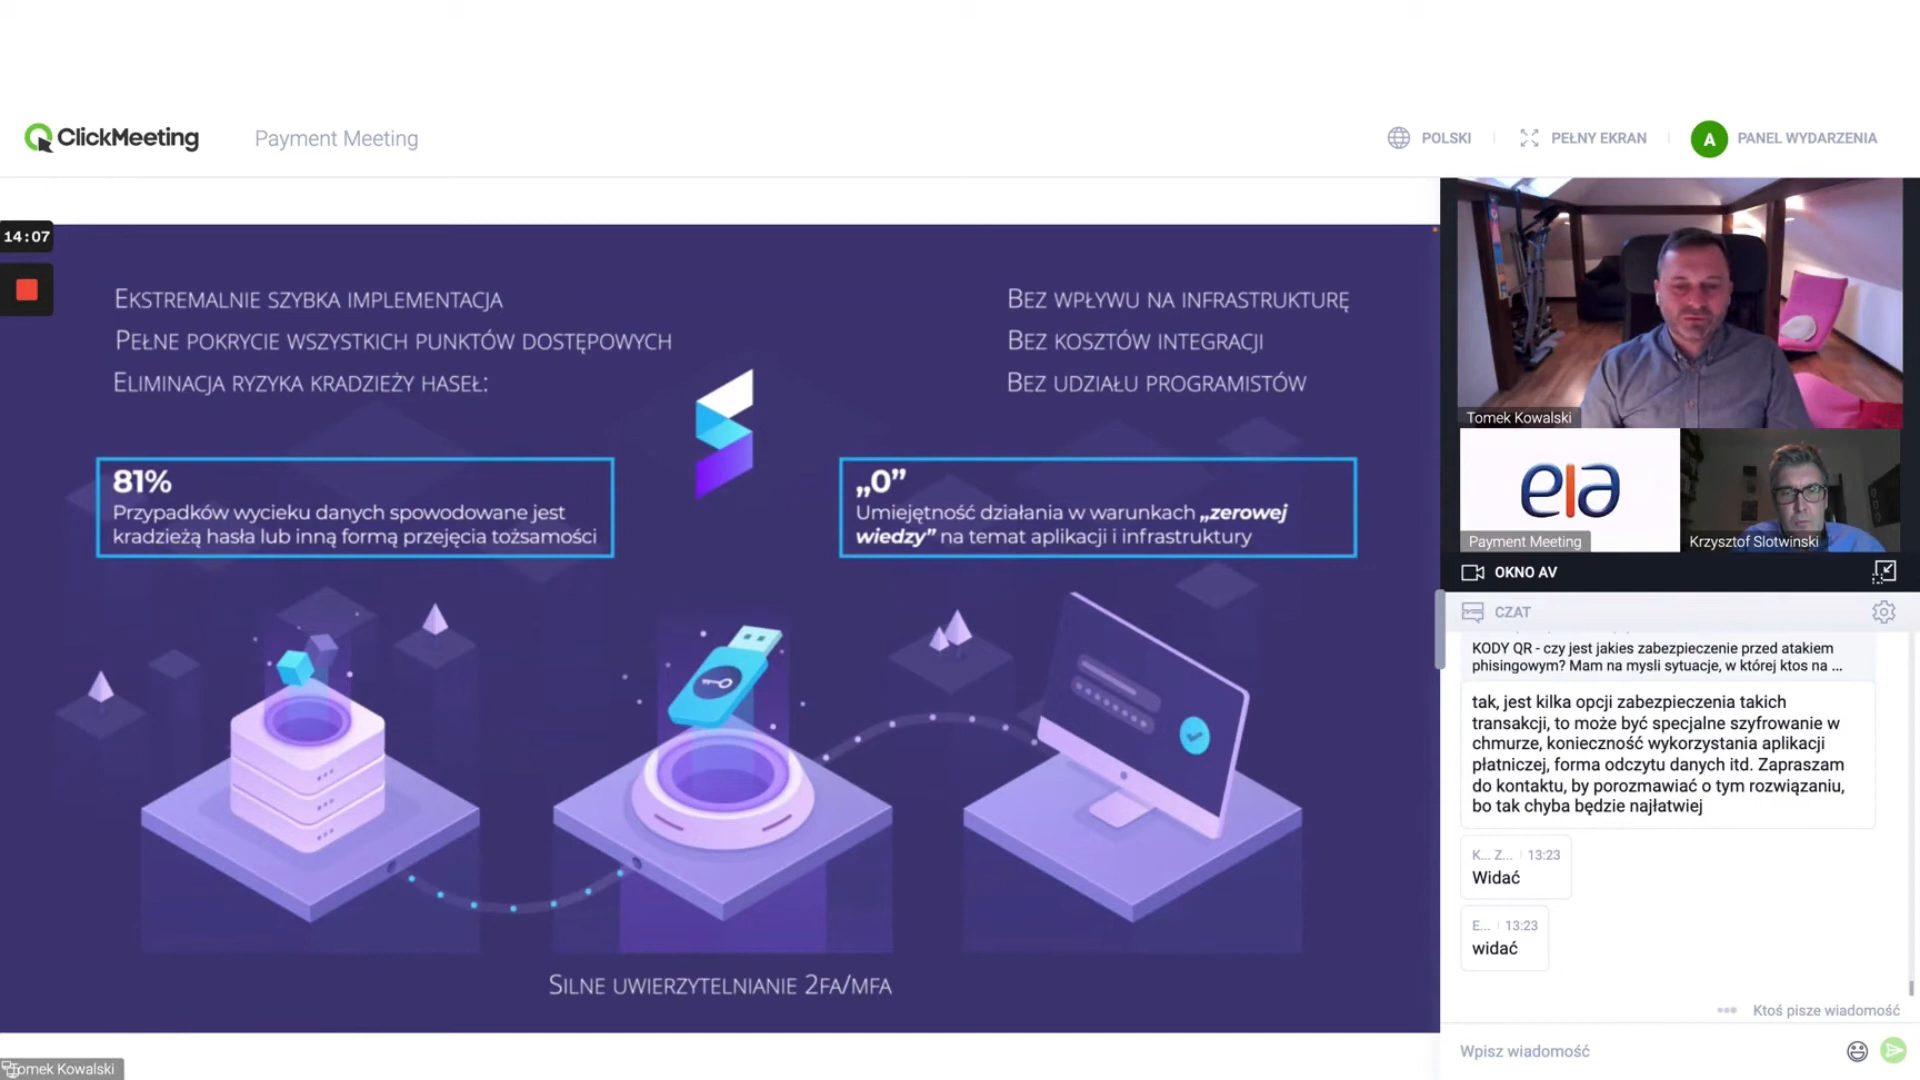 ClickMeeting
Payment Meeting
POLSKI
PEŁNY EKRAN
A
PANEL WYDARZENIA
14:07
EKSTREMALNIE SZYBKA IMPLEMENTACJA
PEŁNE POKRYCIE WSZYSTKICH PUNKTÓW DOSTĘPOWYCH
ELIMINACJA RYZYKA KRADZIEŻY HASEŁ:
BEZ WPŁYWU NA INFRASTRUKTURĘ
BEZ KOSZTÓW INTEGRACJI
BEZ UDZIAŁU PROGRAMISTÓW
81%
Przypadków wycieku danych spowodowane jest
kradzieżą hasła lub inną formą przejęcia tożsamości
„0”
Umiejętność działania w warunkach „zerowej
wiedzy” na temat aplikacji i infrastruktury
SILNE UWIERZYTELNIANIE 2FA/MFA
Tomek Kowalski
Tomek Kowalski
eIa
Payment Meeting
Krzysztof Slotwinski
OKNO AV
CZAT
KODY QR - czy jest jakies zabezpieczenie przed atakiem
phisingowym? Mam na mysli sytuacje, w której ktos na ...
tak, jest kilka opcji zabezpieczenia takich
transakcji, to może być specjalne szyfrowanie w
chmurze, konieczność wykorzystania aplikacji
płatniczej, forma odczytu danych itd. Zapraszam
do kontaktu, by porozmawiać o tym rozwiązaniu,
bo tak chyba będzie najłatwiej
K... Z... 13:23
Widać
E... 13:23
widać
Ktoś pisze wiadomość
Wpisz wiadomość